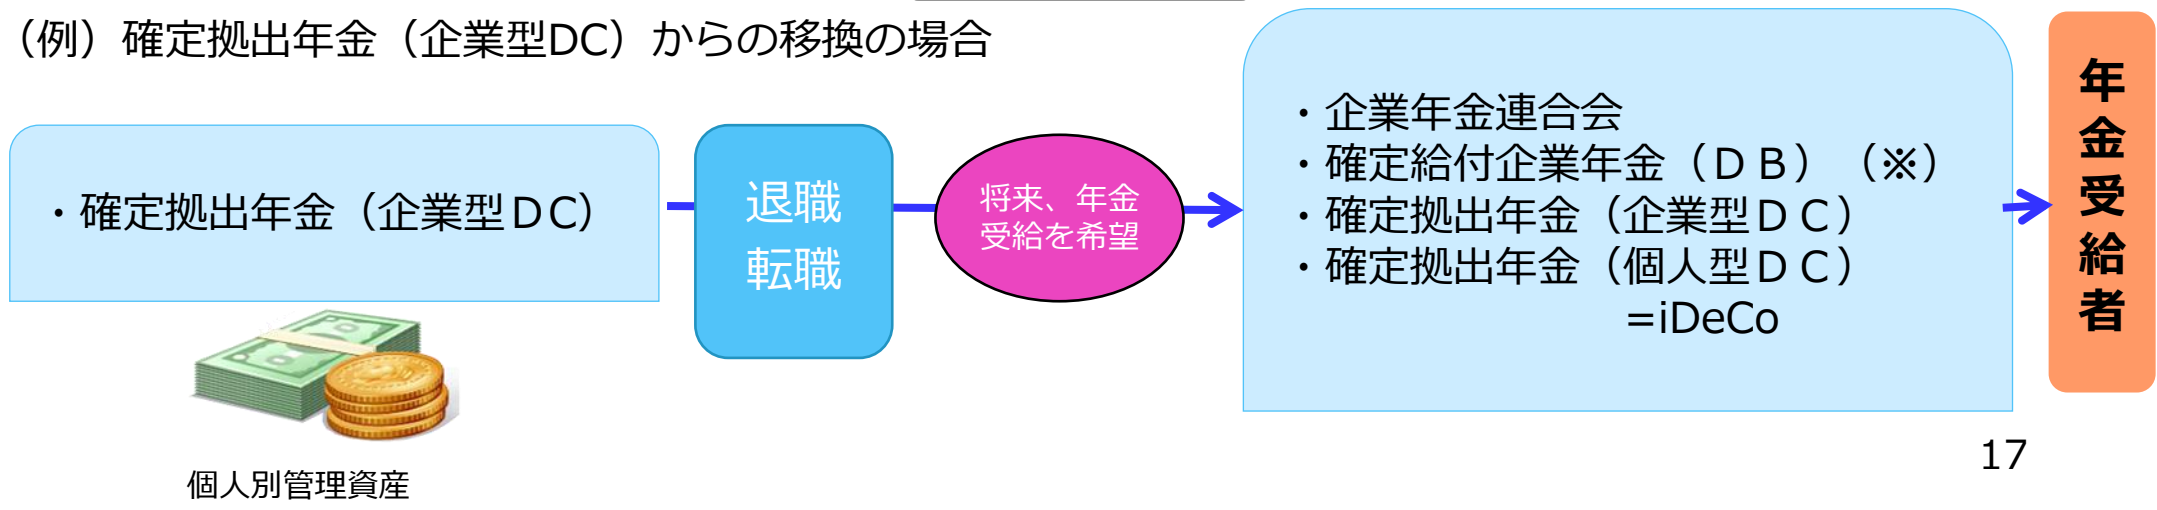 （例）確定拠出年金（企業型DC）からの移換の場合
・確定拠出年金（企業型ＤC）
個人別管理資産
退職
転職
将来、年金
受給を希望
・企業年金連合会
・確定給付企業年金（ＤＢ）（※）
・確定拠出年金（企業型ＤＣ）
・確定拠出年金（個人型ＤＣ）
=iDeCo
年金受給者
17